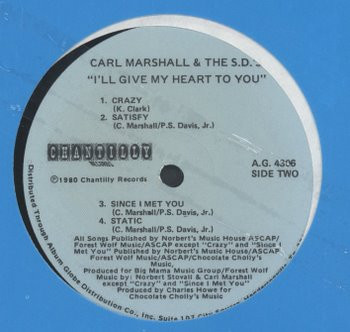 CARL MARSHALL & THE S.D.
"I'LL GIVE MY HEART TO YOU"
1. CRAZY
(K. Clark)
2. SATISFY
(C. Marshall/P.S. Davis, Jr.)
CHANTILLY
RECORDS
A.G. 4306
SIDE TWO
©1980 Chantilly Records
3. SINCE I MET YOU
(C. Marshall/P.S. Davis, Jr.)
4. STATIC
(C. Marshall/P.S. Davis, Jr.)
All Songs Published by Norbert's Music House/ASCAP/
Forest Wolf Music/ASCAP except "Crazy" and "Since I
Met You" Published by Norbert's Music House/ASCAP,
Forest Wolf Music/ASCAP/Chocolate Cholly's
Music,
Produced for Big Mama Music Group/Forest Wolf
Music by: Norbert Stovall & Carl Marshall
except "Crazy" and "Since I Met You"
Produced by Charles Howe for
Chocolate Cholly's Music
Distributed Through Album Globe Distributing Co., Inc. Suite 103 City